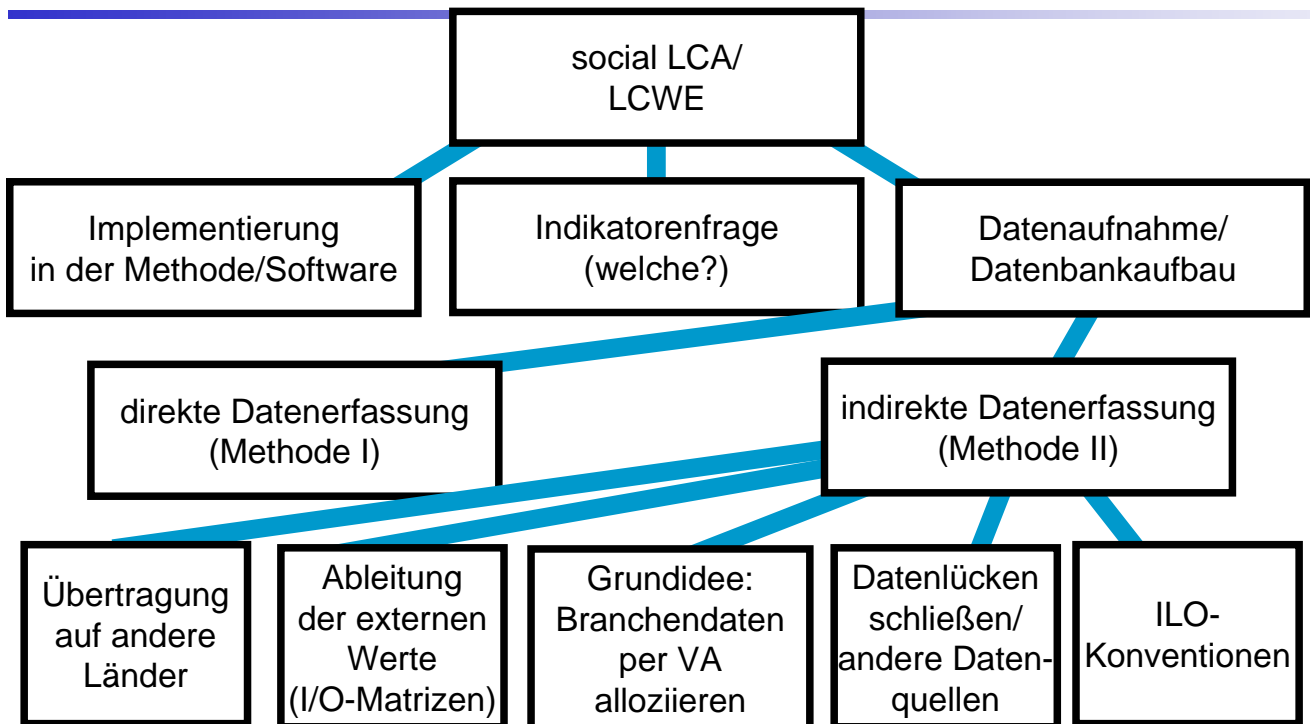 social LCA/
LCWE
Implementierung
in der Methode/Software
Indikatorenfrage
(welche?)
Datenaufnahme/
Datenbankaufbau
direkte Datenerfassung
(Methode I)
indirekte Datenerfassung
(Methode II)
Übertragung
auf andere
Länder
Ableitung
der externen
Werte
(I/O-Matrizen)
Grundidee:
Branchendaten
per VA
alloziieren
Datenlücken
schließen/
andere Daten-
quellen
ILO-
Konventionen